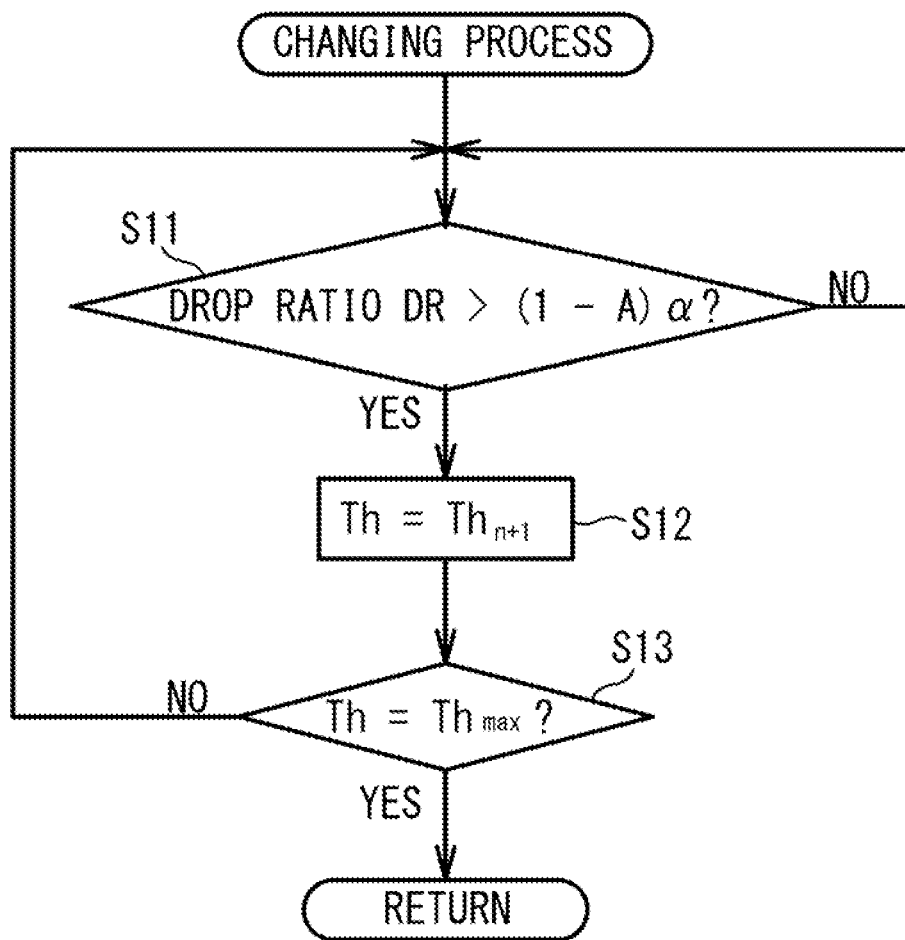 CHANGING PROCESS
S11
DROP RATIO DR > (1 - A) α?
NO
YES
Th = Thn+1
S12
S13
NO
Th = Thmax?
YES
RETURN